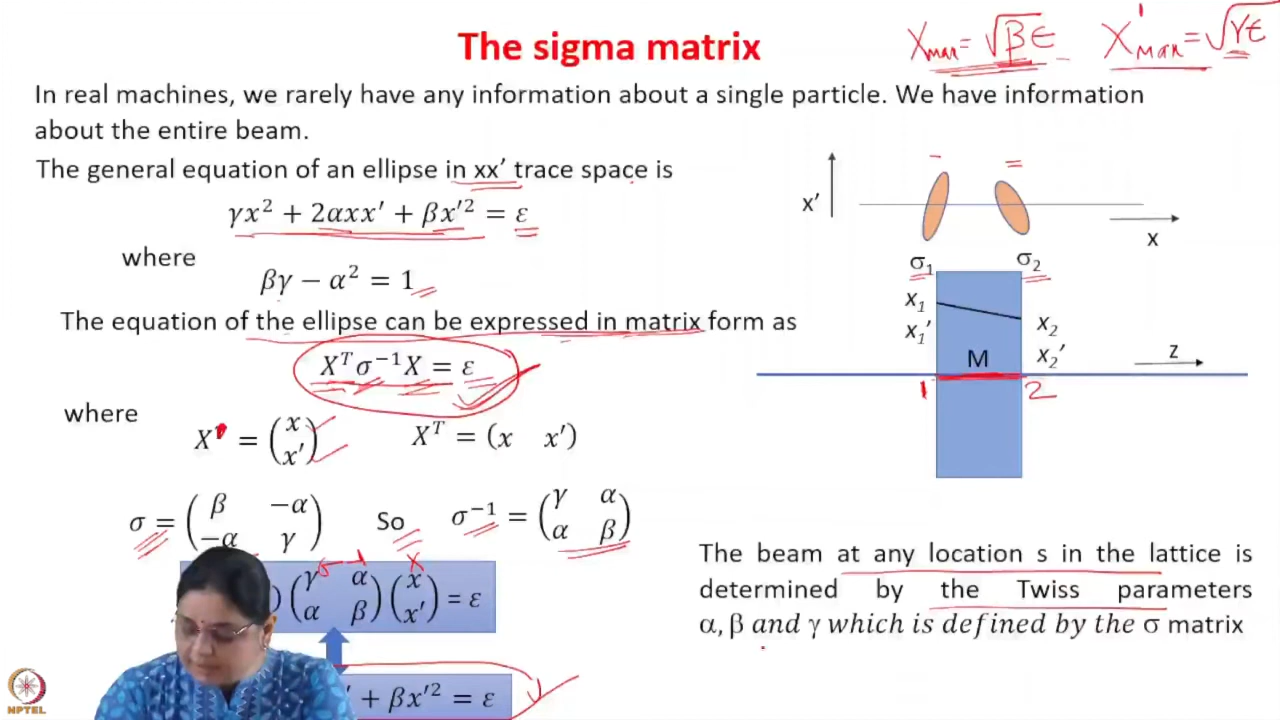 The sigma matrix
X_max = √βϵ
X'_max = √γϵ
In real machines, we rarely have any information about a single particle. We have information
about the entire beam.
The general equation of an ellipse in xx' trace space is
γx² + 2αxx' + βx'² = ε
where
βγ − α² = 1
The equation of the ellipse can be expressed in matrix form as
Xᵀσ⁻¹X = ε
where
X = (x x')
Xᵀ = (x x')
σ = (β −α −α γ)
So
σ⁻¹ = (γ α α β)
) (γ α α β) (x x') = ε
' + βx'² = ε
x'
x
σ₁
σ₂
x₁
x₁'
x₂
x₂'
M
z
1
2
The beam at any location s in the lattice is
determined by the Twiss parameters
α, β and γ which is defined by the σ matrix
NPTEL